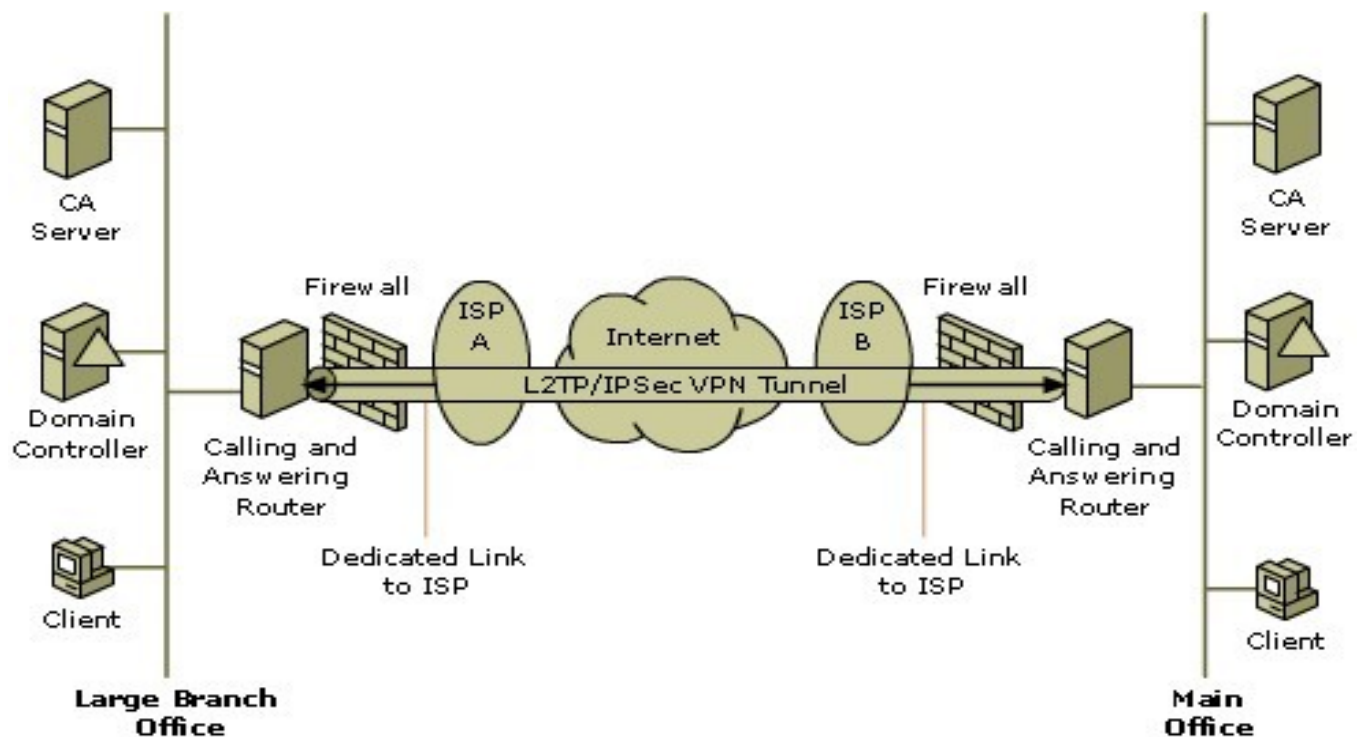 CA
Server
Domain
Controller
Client
Large Branch
Office
Calling and
Answering
Router
Firewall
ISP
A
Dedicated Link
to ISP
Internet
L2TP/IPSec VPN Tunnel
ISP
B
Dedicated Link
to ISP
Firewall
Calling and
Answering
Router
CA
Server
Domain
Controller
Client
Main
Office